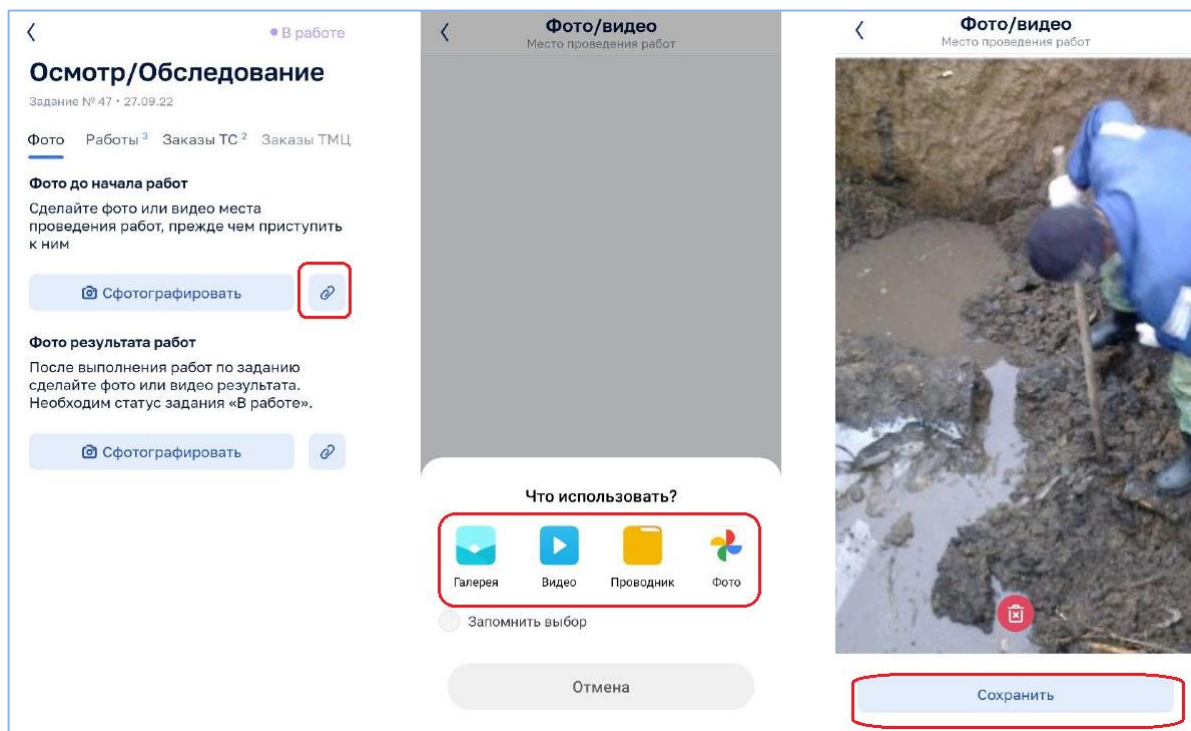 В работе
Осмотр/Обследование
Задание № 47 • 27.09.22
Фото Работы 3 Заказы ТС 2 Заказы ТМЦ
Фото до начала работ
Сделайте фото или видео места
проведения работ, прежде чем приступить
к ним
Сфотографировать
Фото результата работ
После выполнения работ по заданию
сделайте фото или видео результата.
Необходим статус задания «В работе».
Сфотографировать
Фото/видео
Место проведения работ
Что использовать?
Галерея Видео Проводник Фото
Запомнить выбор
Отмена
Фото/видео
Место проведения работ
Сохранить